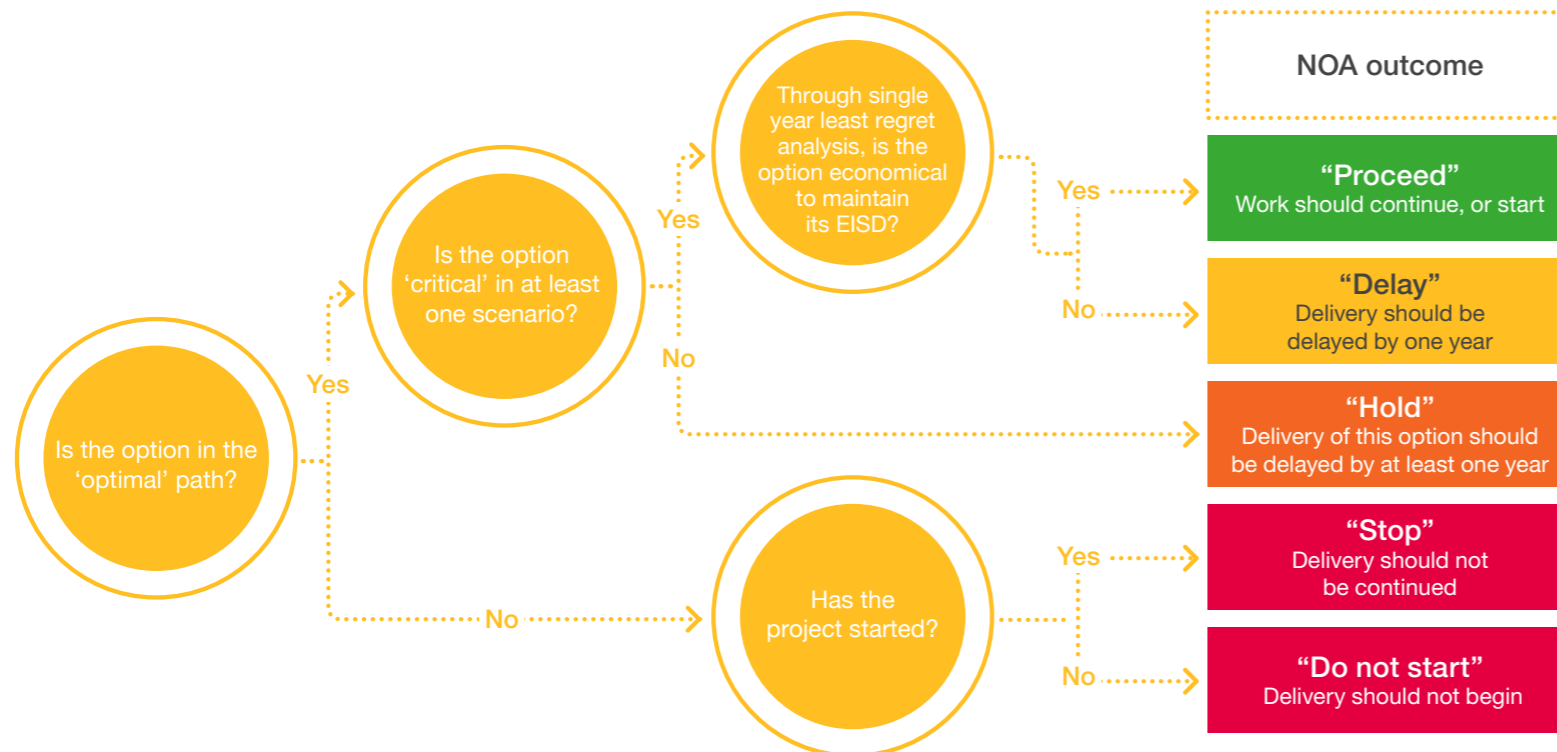 Is the option in the
‘optimal’ path?
Yes
No
Is the option
‘critical’ in at least
one scenario?
Yes
No
Through single
year least regret
analysis, is the
option economical
to maintain
its EISD?
Yes
No
Has the
project started?
Yes
No
NOA outcome
“Proceed”
Work should continue, or start
“Delay”
Delivery should be
delayed by one year
“Hold”
Delivery of this option should
be delayed by at least one year
“Stop”
Delivery should not
be continued
“Do not start”
Delivery should not begin